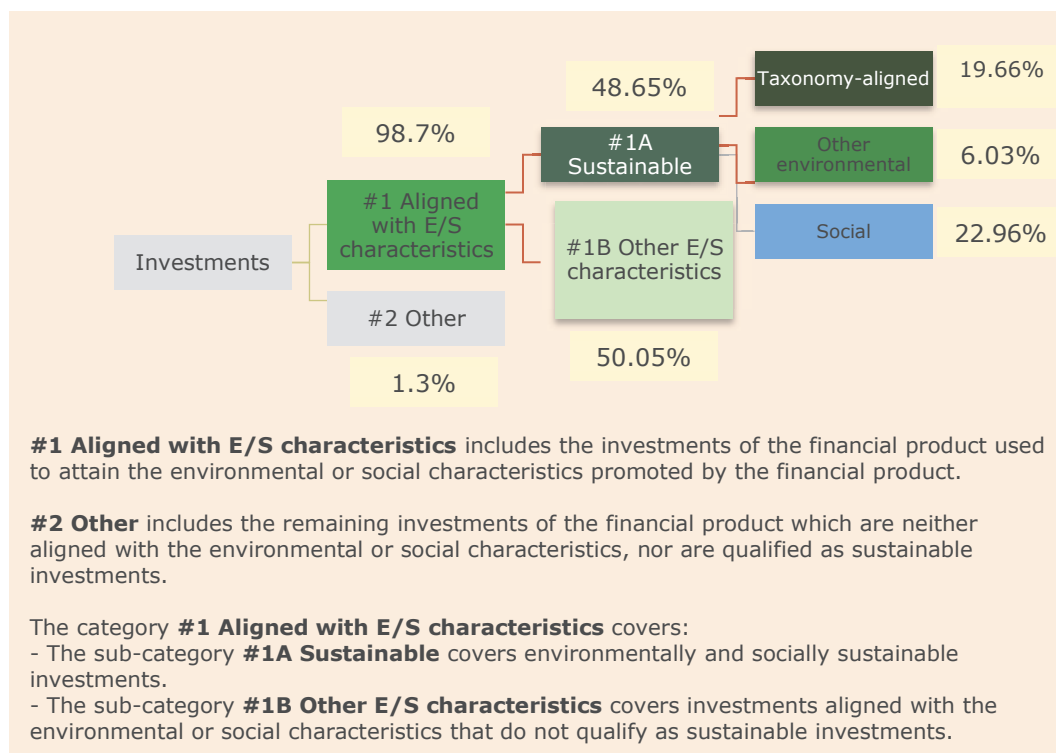 Taxonomy-aligned
19.66%
48.65%
98.7%
#1A
Sustainable
Other
environmental
6.03%
#1 Aligned
with E/S
characteristics
Social
22.96%
#1B Other E/S
characteristics
Investments
#2 Other
50.05%
1.3%
#1 Aligned with E/S characteristics includes the investments of the financial product used
to attain the environmental or social characteristics promoted by the financial product.
#2 Other includes the remaining investments of the financial product which are neither
aligned with the environmental or social characteristics, nor are qualified as sustainable
investments.
The category #1 Aligned with E/S characteristics covers:
- The sub-category #1A Sustainable covers environmentally and socially sustainable
investments.
- The sub-category #1B Other E/S characteristics covers investments aligned with the
environmental or social characteristics that do not qualify as sustainable investments.